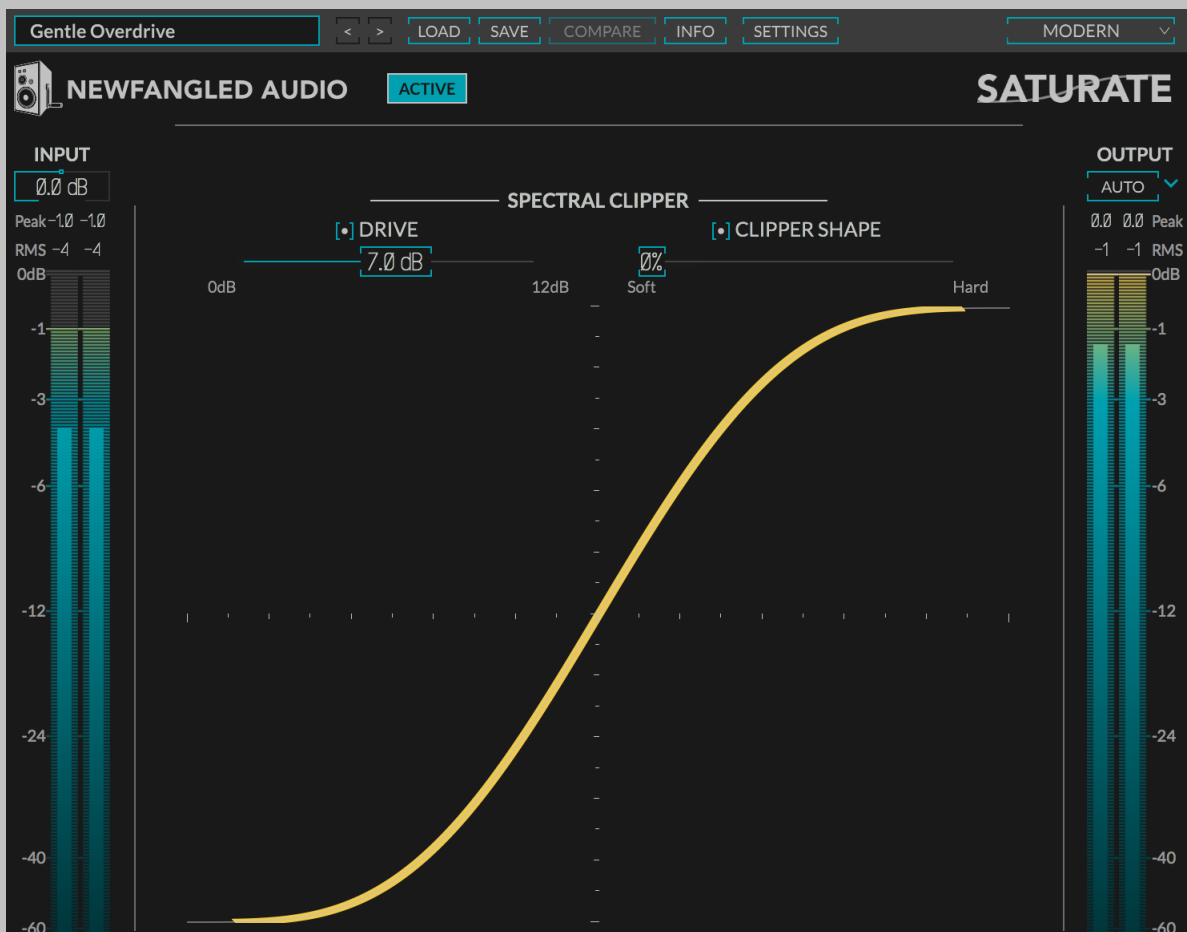 Gentle Overdrive < > LOAD SAVE COMPARE INFO SETTINGS MODERN
NEWFANGLED AUDIO ACTIVE SATURATE
INPUT OUTPUT
0.0 dB AUTO
SPECTRAL CLIPPER
Peak -1.0 -1.0 0.0 0.0 Peak
DRIVE CLIPPER SHAPE
RMS -4 -4 -1 -1 RMS
7.0 dB 0%
0dB 0dB
0dB 12dB Soft Hard
-1 -1
-3 -3
-6 -6
-12 -12
-24 -24
-40 -40
-60 -60